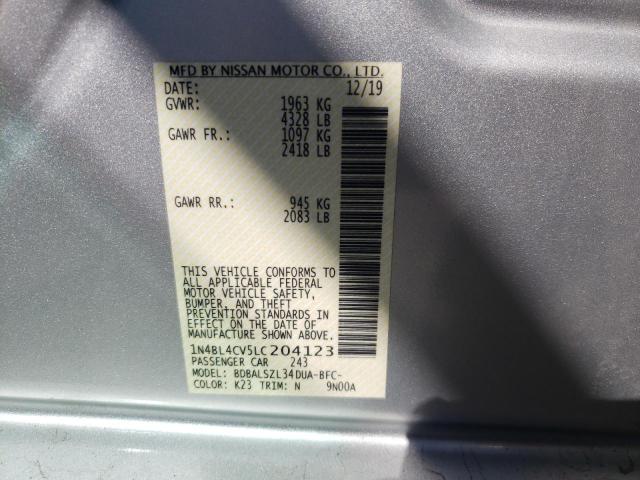 MFD BY NISSAN MOTOR CO., LTD.
DATE: 12/19
GVWR: 1963 KG
4328 LB
GAWR FR.: 1097 KG
2418 LB
GAWR RR.: 945 KG
2083 LB
THIS VEHICLE CONFORMS TO
ALL APPLICABLE FEDERAL
MOTOR VEHICLE SAFETY,
BUMPER, AND THEFT
PREVENTION STANDARDS IN
EFFECT ON THE DATE OF
MANUFACTURE SHOWN ABOVE.
1N4BL4CV5LC204123
PASSENGER CAR 243
MODEL: BDBALSZL34DUA-BFC-
COLOR: K23 TRIM: N 9N00A